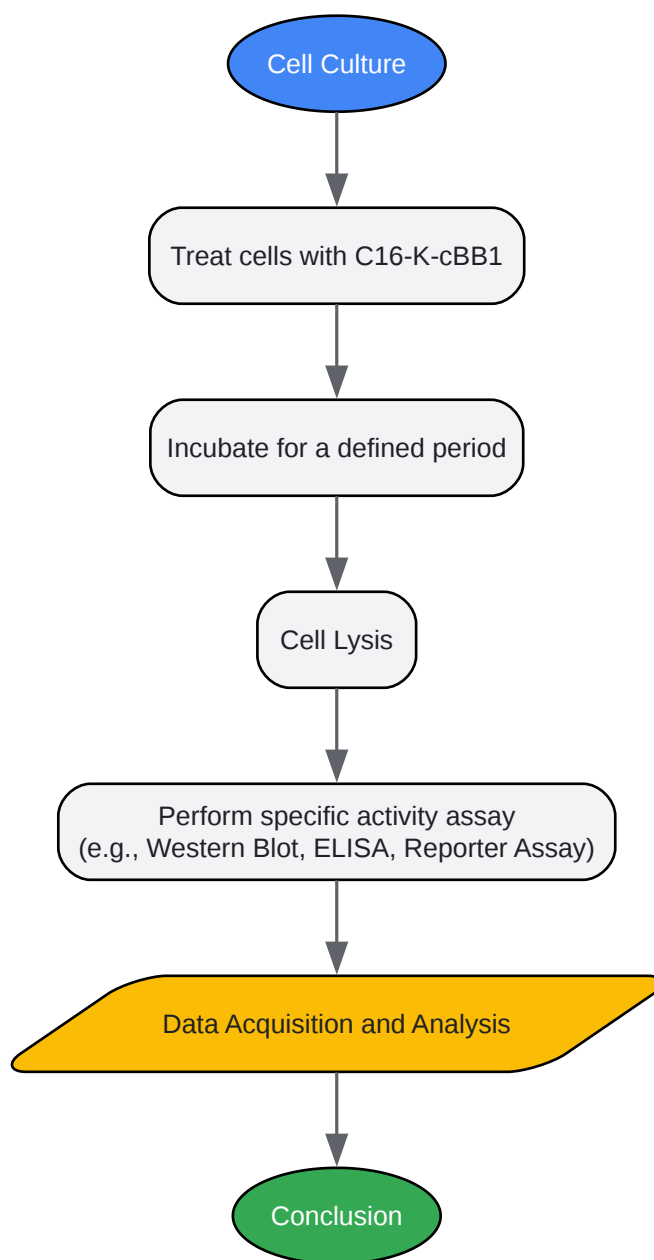 Cell Culture
Treat cells with C16-K-cBB1
Incubate for a defined period
Cell Lysis
Perform specific activity assay
(e.g., Western Blot, ELISA, Reporter Assay)
Data Acquisition and Analysis
Conclusion